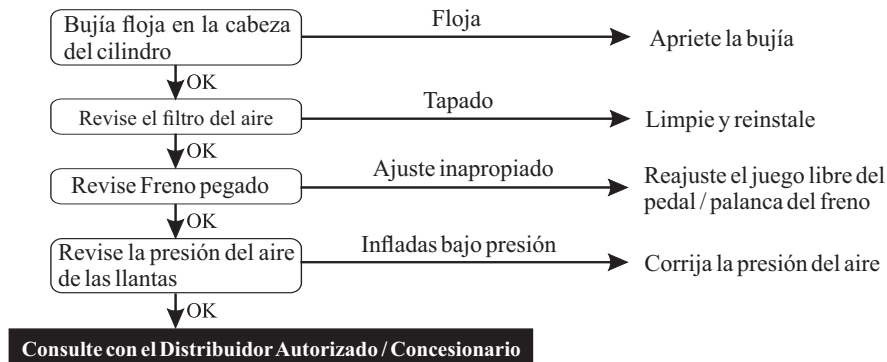 Bujía floja en la cabeza
del cilindro
Floja
Apriete la bujía
OK
Revise el filtro del aire
Tapado
Limpie y reinstale
OK
Revise Freno pegado
Ajuste inapropiado
Reajuste el juego libre del
pedal / palanca del freno
OK
Revise la presión del aire
de las llantas
Infladas bajo presión
Corrija la presión del aire
OK
Consulte con el Distribuidor Autorizado / Concesionario